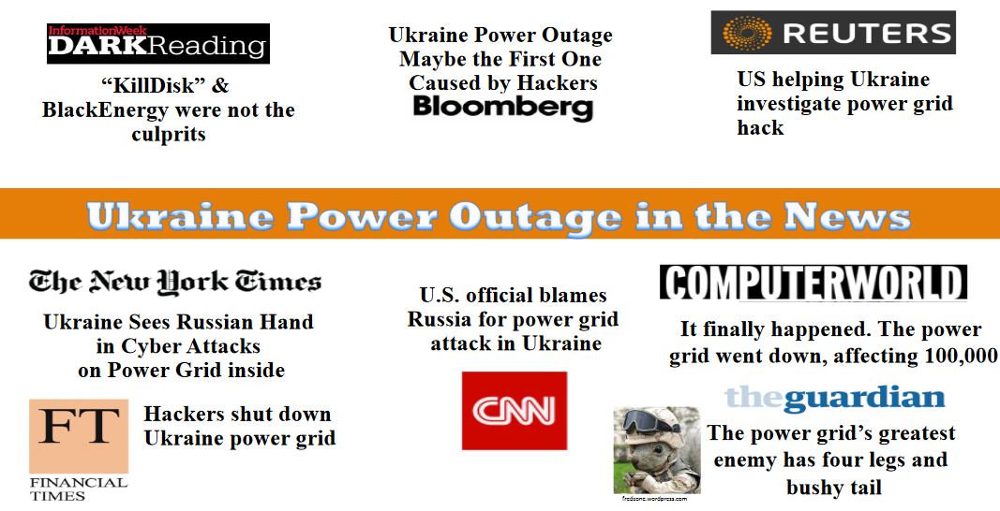 InformationWeek
DARKReading
“KillDisk” &
BlackEnergy were not the
culprits
Ukraine Power Outage
Maybe the First One
Caused by Hackers
Bloomberg
REUTERS
US helping Ukraine
investigate power grid
hack
Ukraine Power Outage in the News
The New York Times
Ukraine Sees Russian Hand
in Cyber Attacks
on Power Grid inside
FT
FINANCIAL
TIMES
Hackers shut down
Ukraine power grid
U.S. official blames
Russia for power grid
attack in Ukraine
CNN
COMPUTERWORLD
It finally happened. The power
grid went down, affecting 100,000
theguardian
The power grid’s greatest
enemy has four legs and
bushy tail
fredzone.wordpress.com